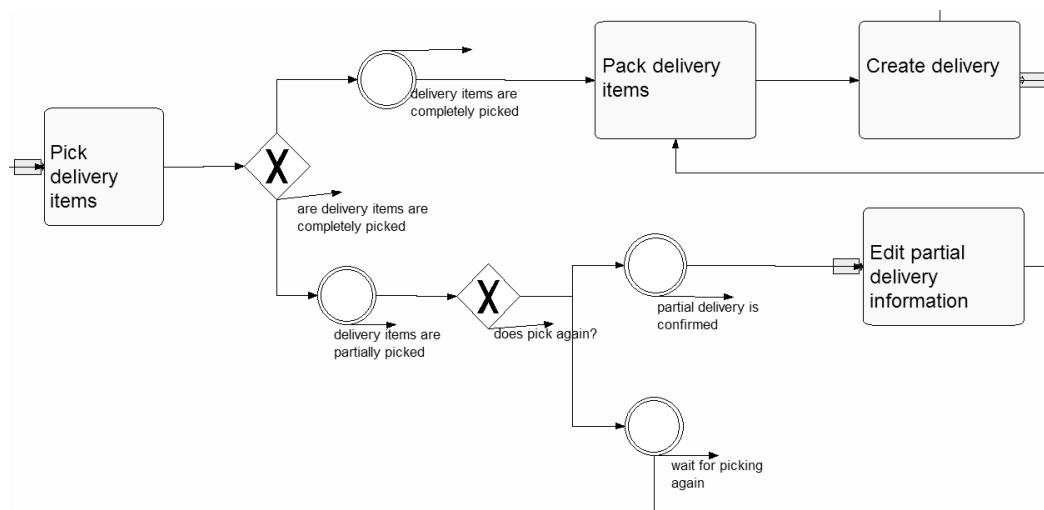 Pick
delivery
items
X
are delivery items are
completely picked
delivery items are
completely picked
Pack delivery
items
Create delivery
delivery items are
partially picked
X
does pick again?
partial delivery is
confirmed
Edit partial
delivery
information
wait for picking
again